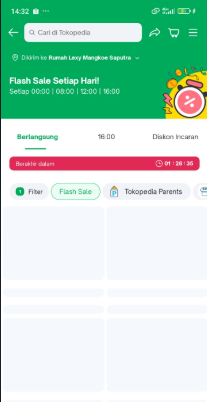 14:32
Cari di Tokopedia
Dikirim ke Rumah Lexy Mangkoe Saputra
Flash Sale Setiap Hari!
Setiap 00:00 | 08:00 | 12:00 | 16:00
Berlangsung 16:00 Diskon Incaran
Berakhir dalam 01 : 26 : 35
1 Filter Flash Sale Tokopedia Parents